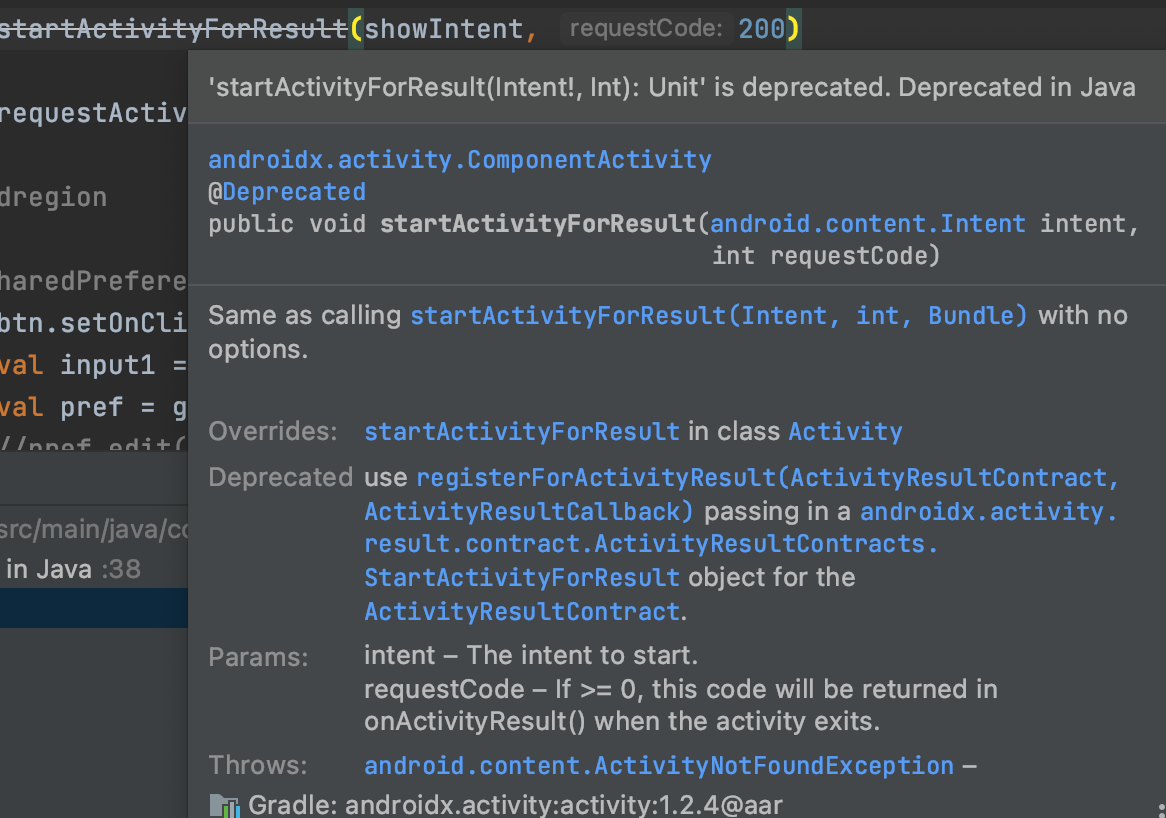 startActivityForResult(showIntent, requestCode: 200)
'startActivityForResult(Intent!, Int): Unit' is deprecated. Deprecated in Java
requestActiv
androidx.activity.ComponentActivity
@Deprecated
dregion
public void startActivityForResult(android.content.Intent intent,
int requestCode)
haredPrefere
btn.setOnCli
Same as calling startActivityForResult(Intent, int, Bundle) with no
options.
val input1 =
val pref = g
//pref.edit(
Overrides: startActivityForResult in class Activity
Deprecated use registerForActivityResult(ActivityResultContract,
ActivityResultCallback) passing in a androidx.activity.
result.contract.ActivityResultContracts.
StartActivityForResult object for the
ActivityResultContract.
src/main/java/co
in Java :38
Params: intent – The intent to start.
requestCode – If >= 0, this code will be returned in
onActivityResult() when the activity exits.
Throws: android.content.ActivityNotFoundException –
Gradle: androidx.activity:activity:1.2.4@aar